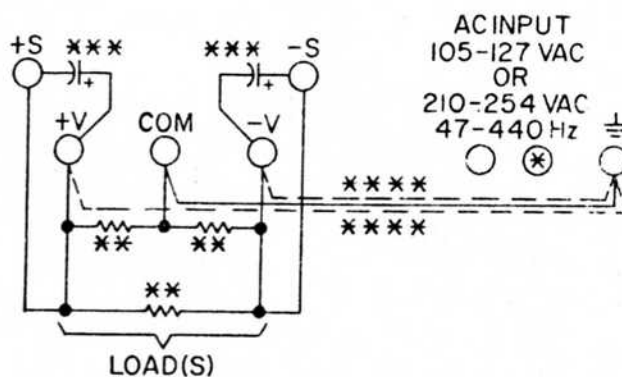 +S *** *** -S
AC INPUT
105-127 VAC
OR
210-254 VAC
47-440 Hz
+V COM -V
*
****
** **
****
**
LOAD(S)